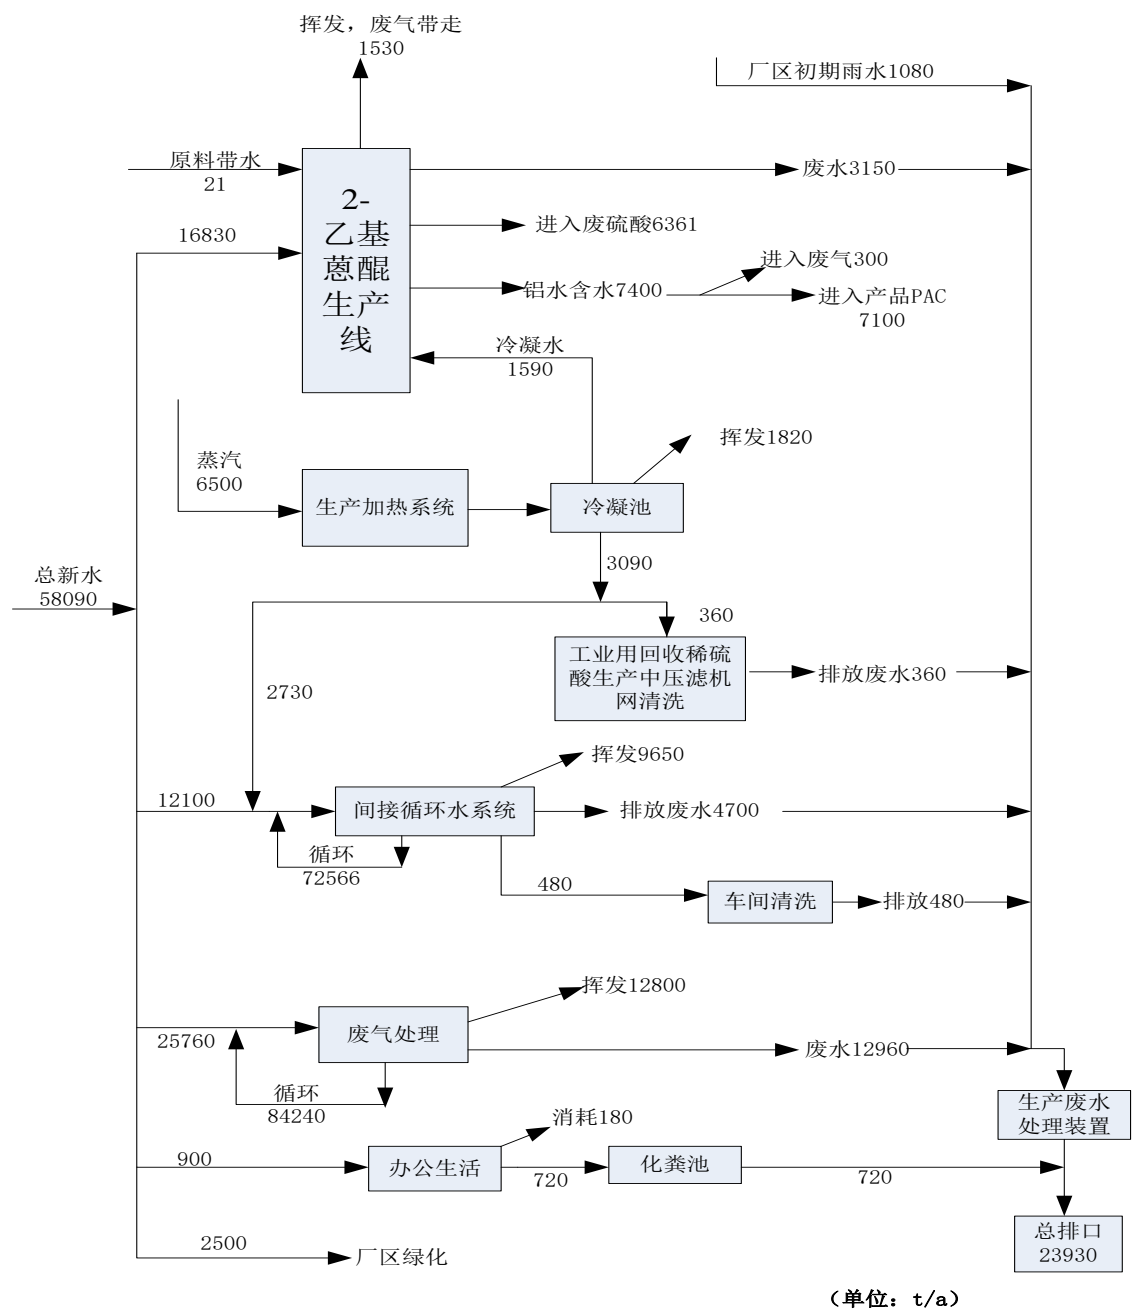 挥发，废气带走
1530
厂区初期雨水1080
原料带水
21
废水3150
2-
乙基
蒽醌
生产
线
16830
进入废硫酸6361
进入废气300
铝水含水7400
进入产品PAC
7100
冷凝水
1590
挥发1820
蒸汽
6500
生产加热系统
冷凝池
3090
总新水
58090
360
工业用回收稀硫
酸生产中压滤机
网清洗
排放废水360
2730
挥发9650
12100
间接循环水系统
排放废水4700
循环
72566
480
车间清洗
排放480
挥发12800
25760
废气处理
废水12960
循环
84240
生产废水
处理装置
消耗180
900
办公生活
720
化粪池
720
总排口
23930
2500
厂区绿化
（单位：t/a）